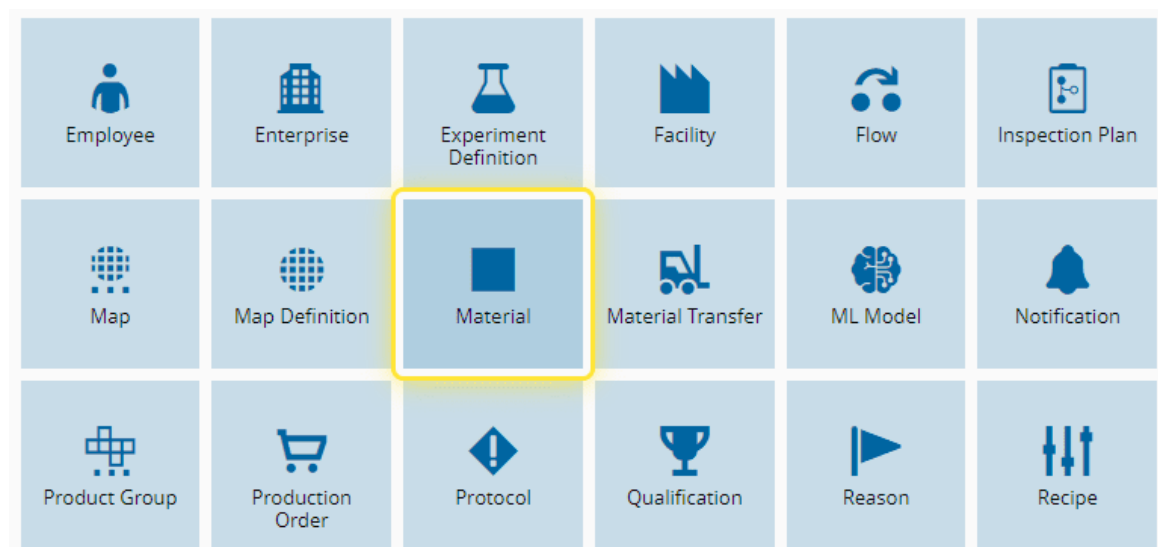 Employee
Enterprise
Experiment
Definition
Facility
Flow
Inspection Plan
Map
Map Definition
Material
Material Transfer
ML Model
Notification
Product Group
Production
Order
Protocol
Qualification
Reason
Recipe